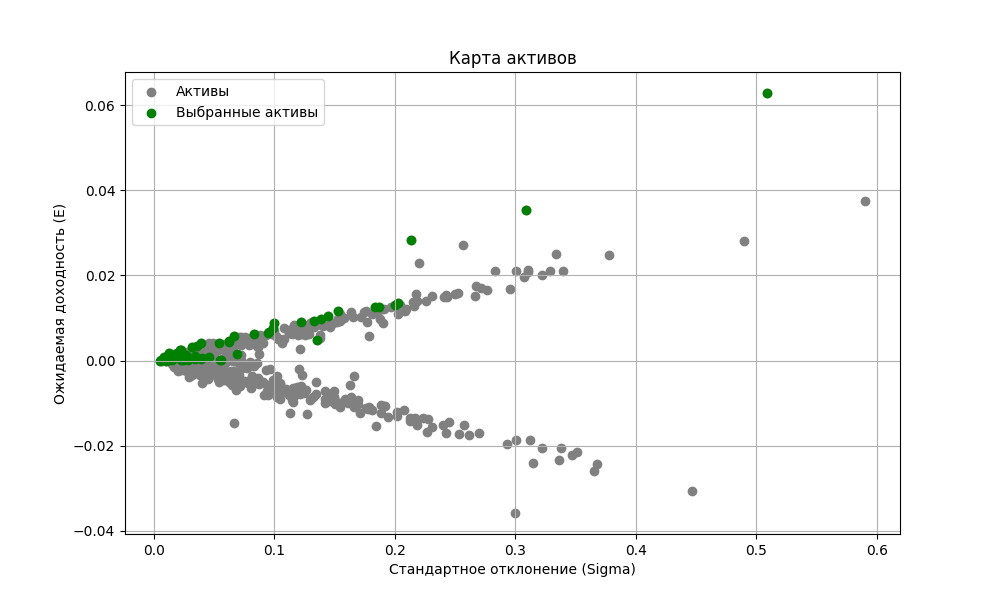 Карта активов
Активы
Выбранные активы
Ожидаемая доходность (E)
0.06
0.04
0.02
0.00
−0.02
−0.04
0.0 0.1 0.2 0.3 0.4 0.5 0.6
Стандартное отклонение (Sigma)